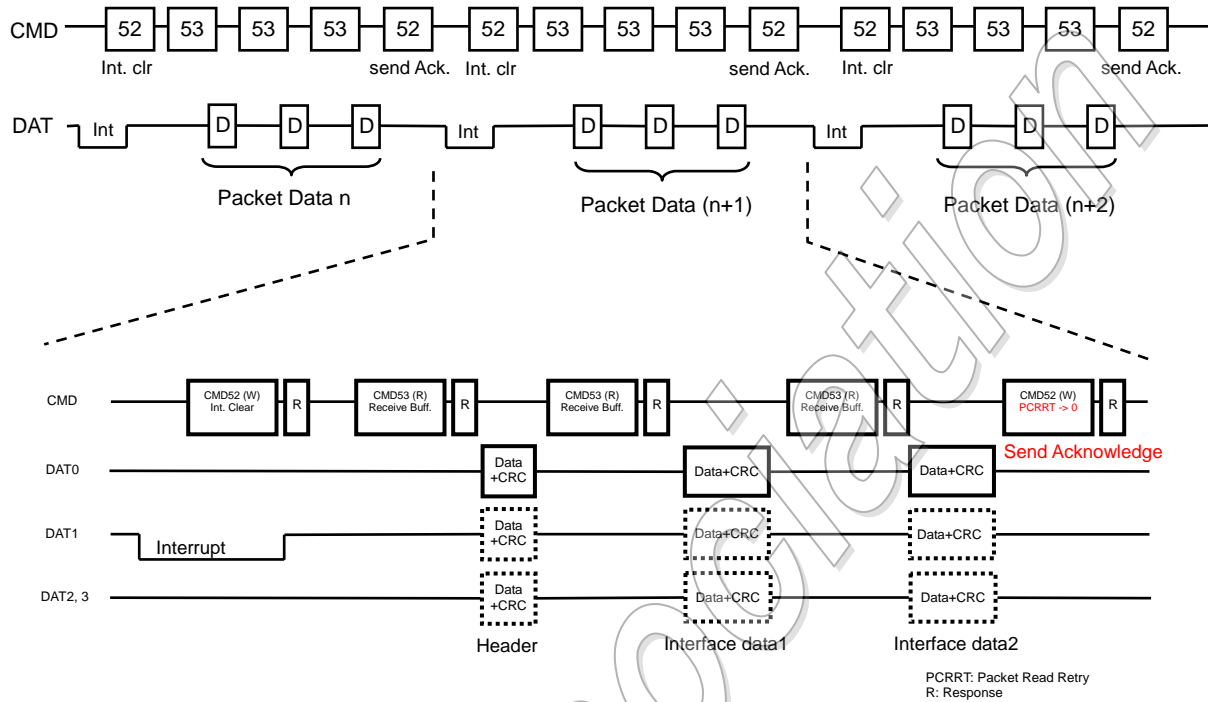 CMD 52 53 53 53 52 52 53 53 53 52 52 53 53 53 52
Int. clr send Ack. Int. clr send Ack. Int. clr send Ack.
DAT Int D D D Int D D D Int D D D
Packet Data n Packet Data (n+1) Packet Data (n+2)
CMD
CMD52 (W)
Int. Clear
R
CMD53 (R)
Receive Buff.
R
CMD53 (R)
Receive Buff.
R
CMD53 (R)
Receive Buff.
R
CMD52 (W)
PCRRT -> 0
R
Send Acknowledge
DAT0
Data
+CRC
Data+CRC
Data+CRC
DAT1
Interrupt
Data
+CRC
Data+CRC
Data+CRC
DAT2, 3
Data
+CRC
Data+CRC
Data+CRC
Header Interface data1 Interface data2
PCRRT: Packet Read Retry
R: Response